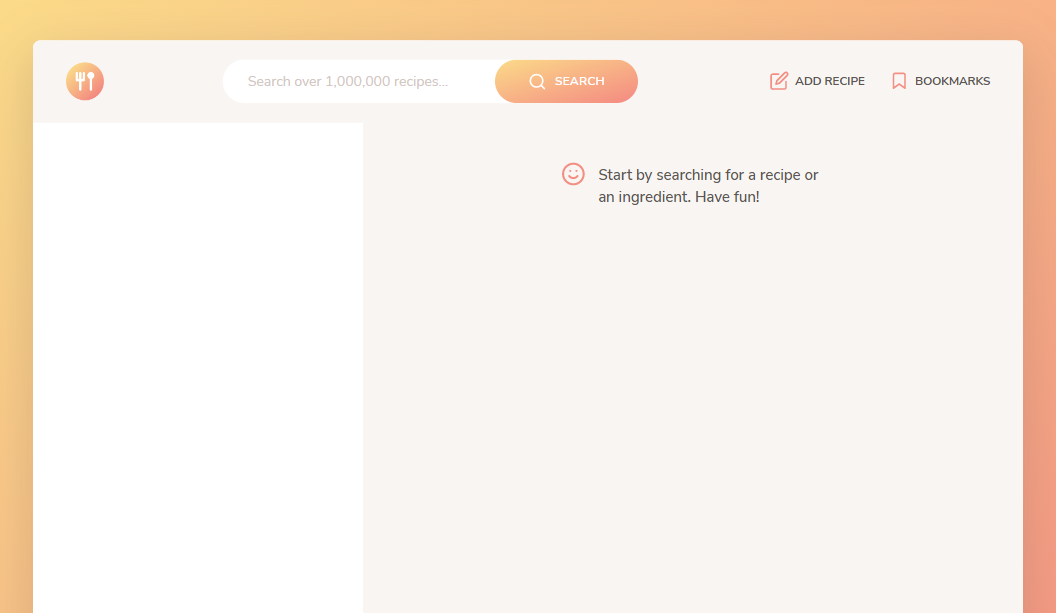 Search over 1,000,000 recipes...
SEARCH
ADD RECIPE
BOOKMARKS
Start by searching for a recipe or
an ingredient. Have fun!